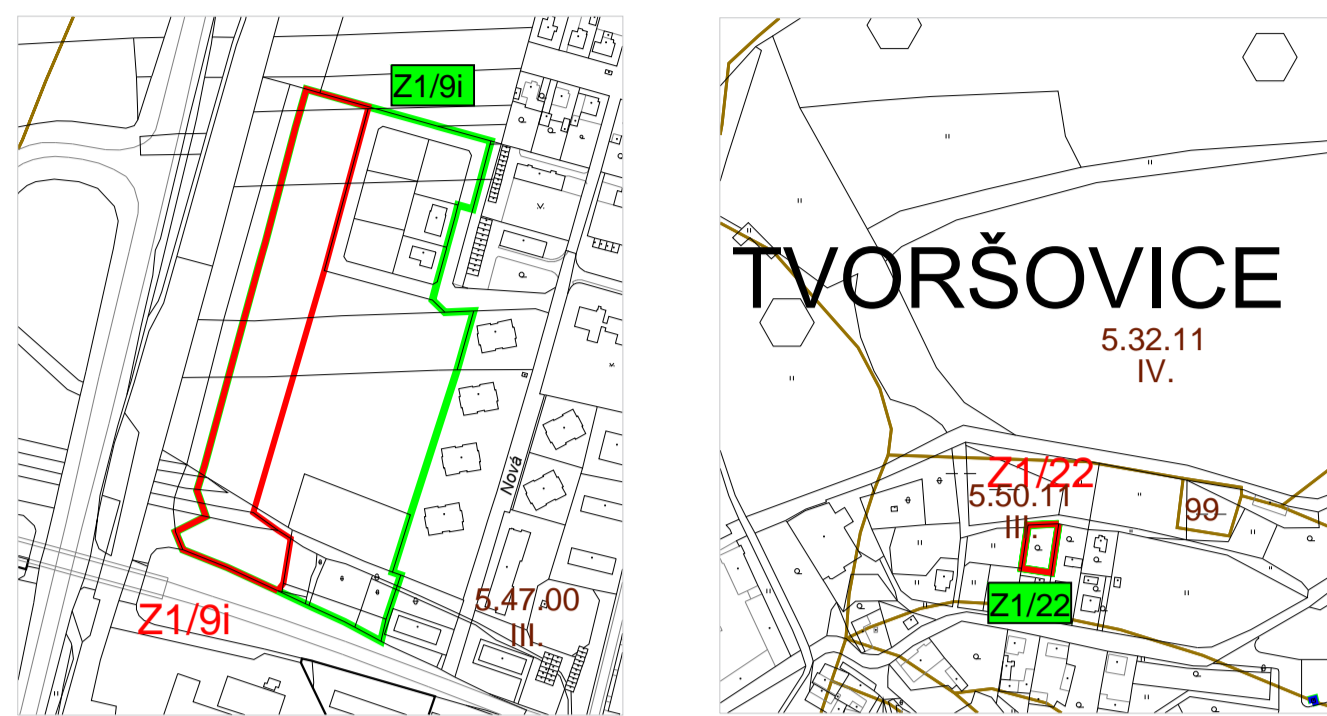 Z1/9i
Nová
5.47.00
III.
Z1/9i
TVORŠOVICE
5.32.11
IV.
Z1/22
5.50.11
III.
99
Z1/22